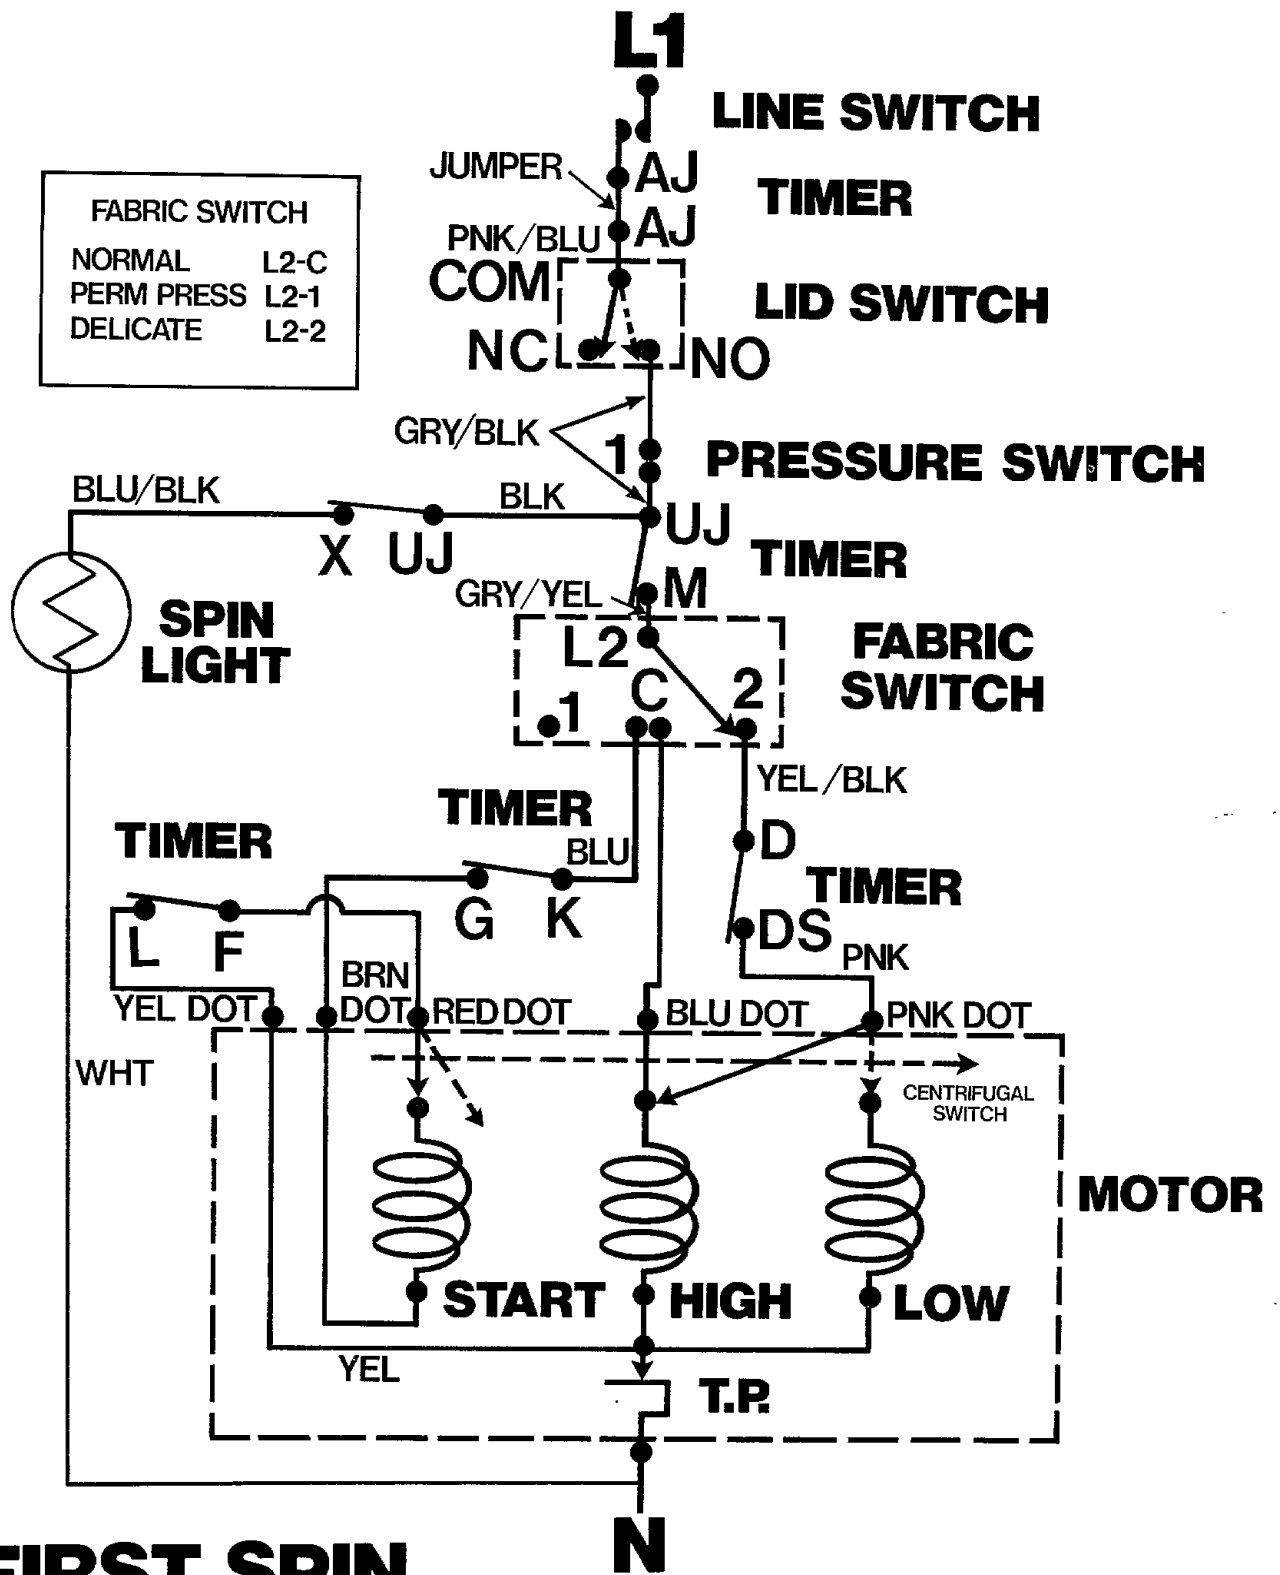 L1
LINE SWITCH
JUMPER
AJ
TIMER
AJ
PNK/BLU
FABRIC SWITCH
NORMAL L2-C
PERM PRESS L2-1
DELICATE L2-2
COM
LID SWITCH
NC
NO
GRY/BLK
1
PRESSURE SWITCH
BLU/BLK
BLK
X
UJ
UJ
TIMER
GRY/YEL
M
SPIN
LIGHT
L2
FABRIC
SWITCH
C
2
1
YEL/BLK
TIMER
TIMER
BLU
D
TIMER
G
K
L
F
DS
PNK
BRN
DOT
YEL DOT
RED DOT
BLU DOT
PNK DOT
WHT
CENTRIFUGAL
SWITCH
MOTOR
START
HIGH
LOW
YEL
T.P.
N
FIRST SPIN